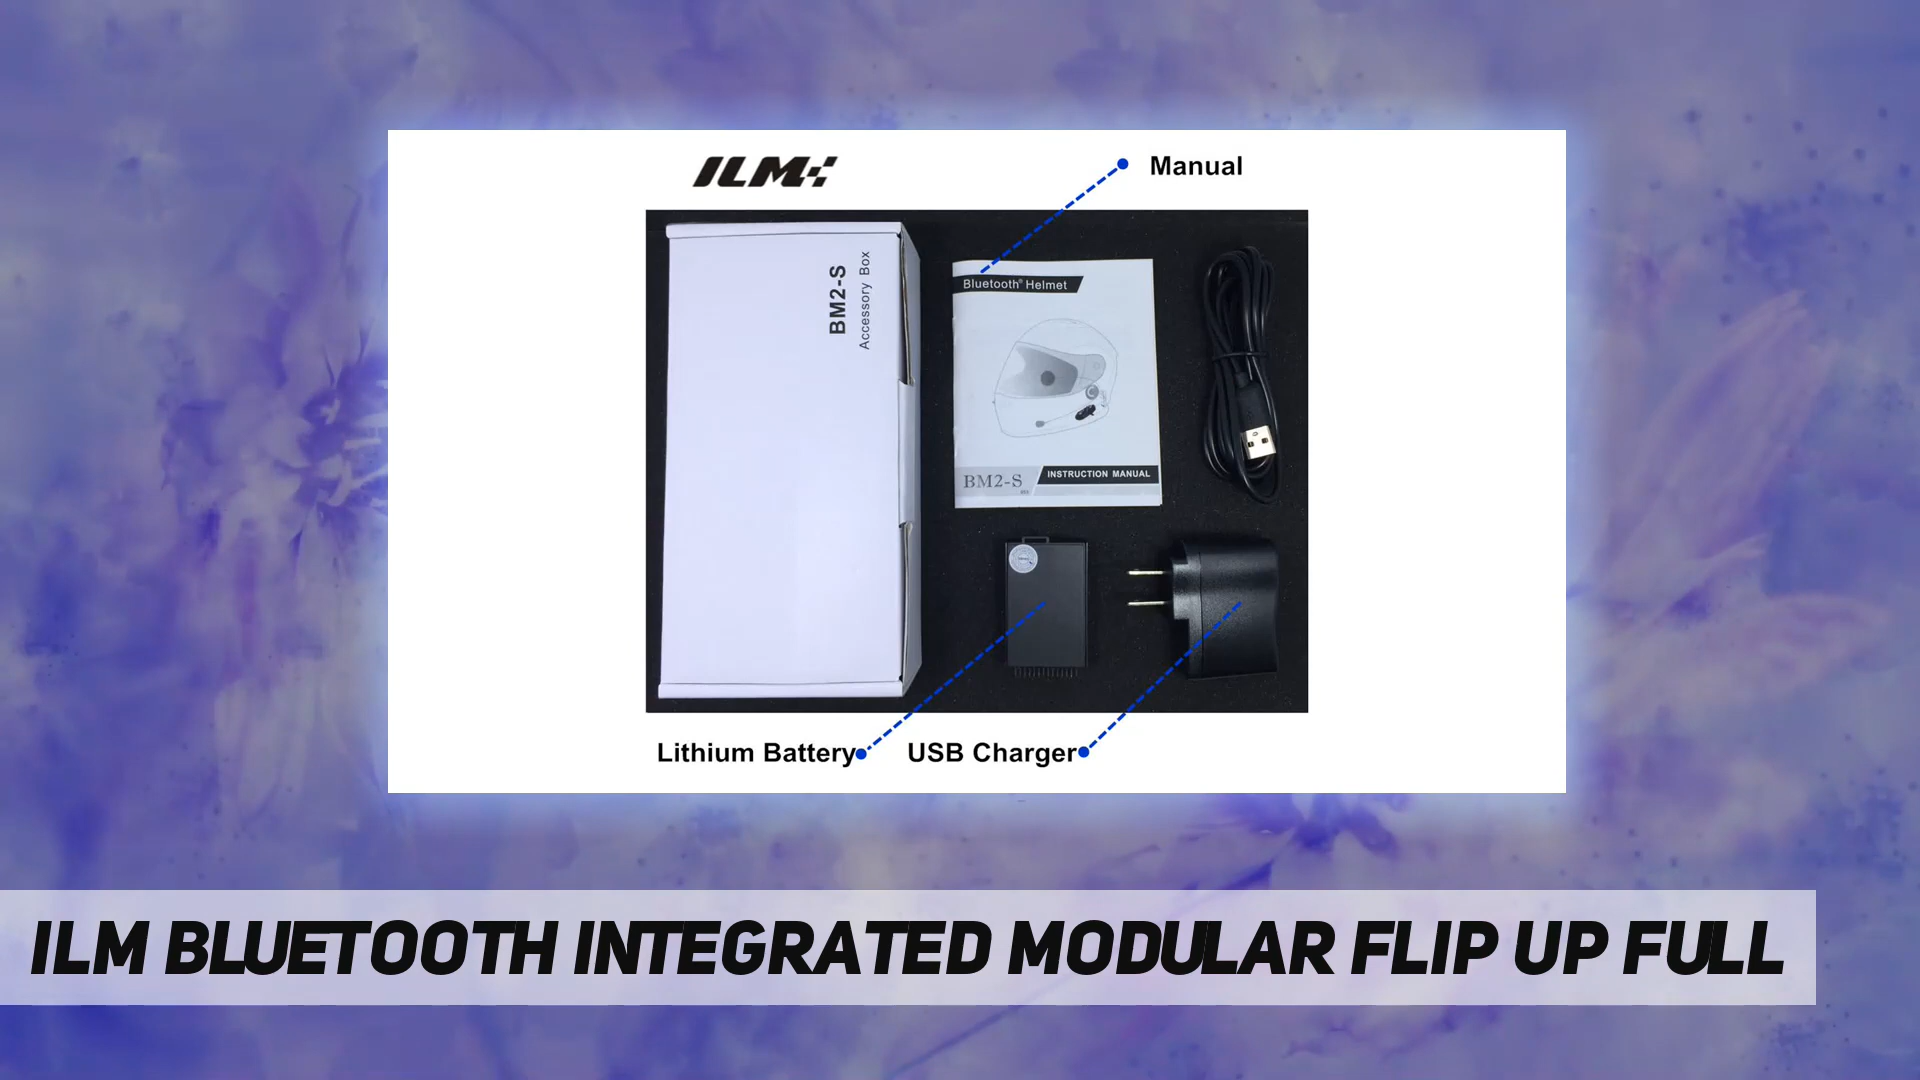 ILM
Manual
BM2-S
Accessory Box
Bluetooth® Helmet
BM2-S
INSTRUCTION MANUAL
Lithium Battery
USB Charger
ILM BLUETOOTH INTEGRATED MODULAR FLIP UP FULL